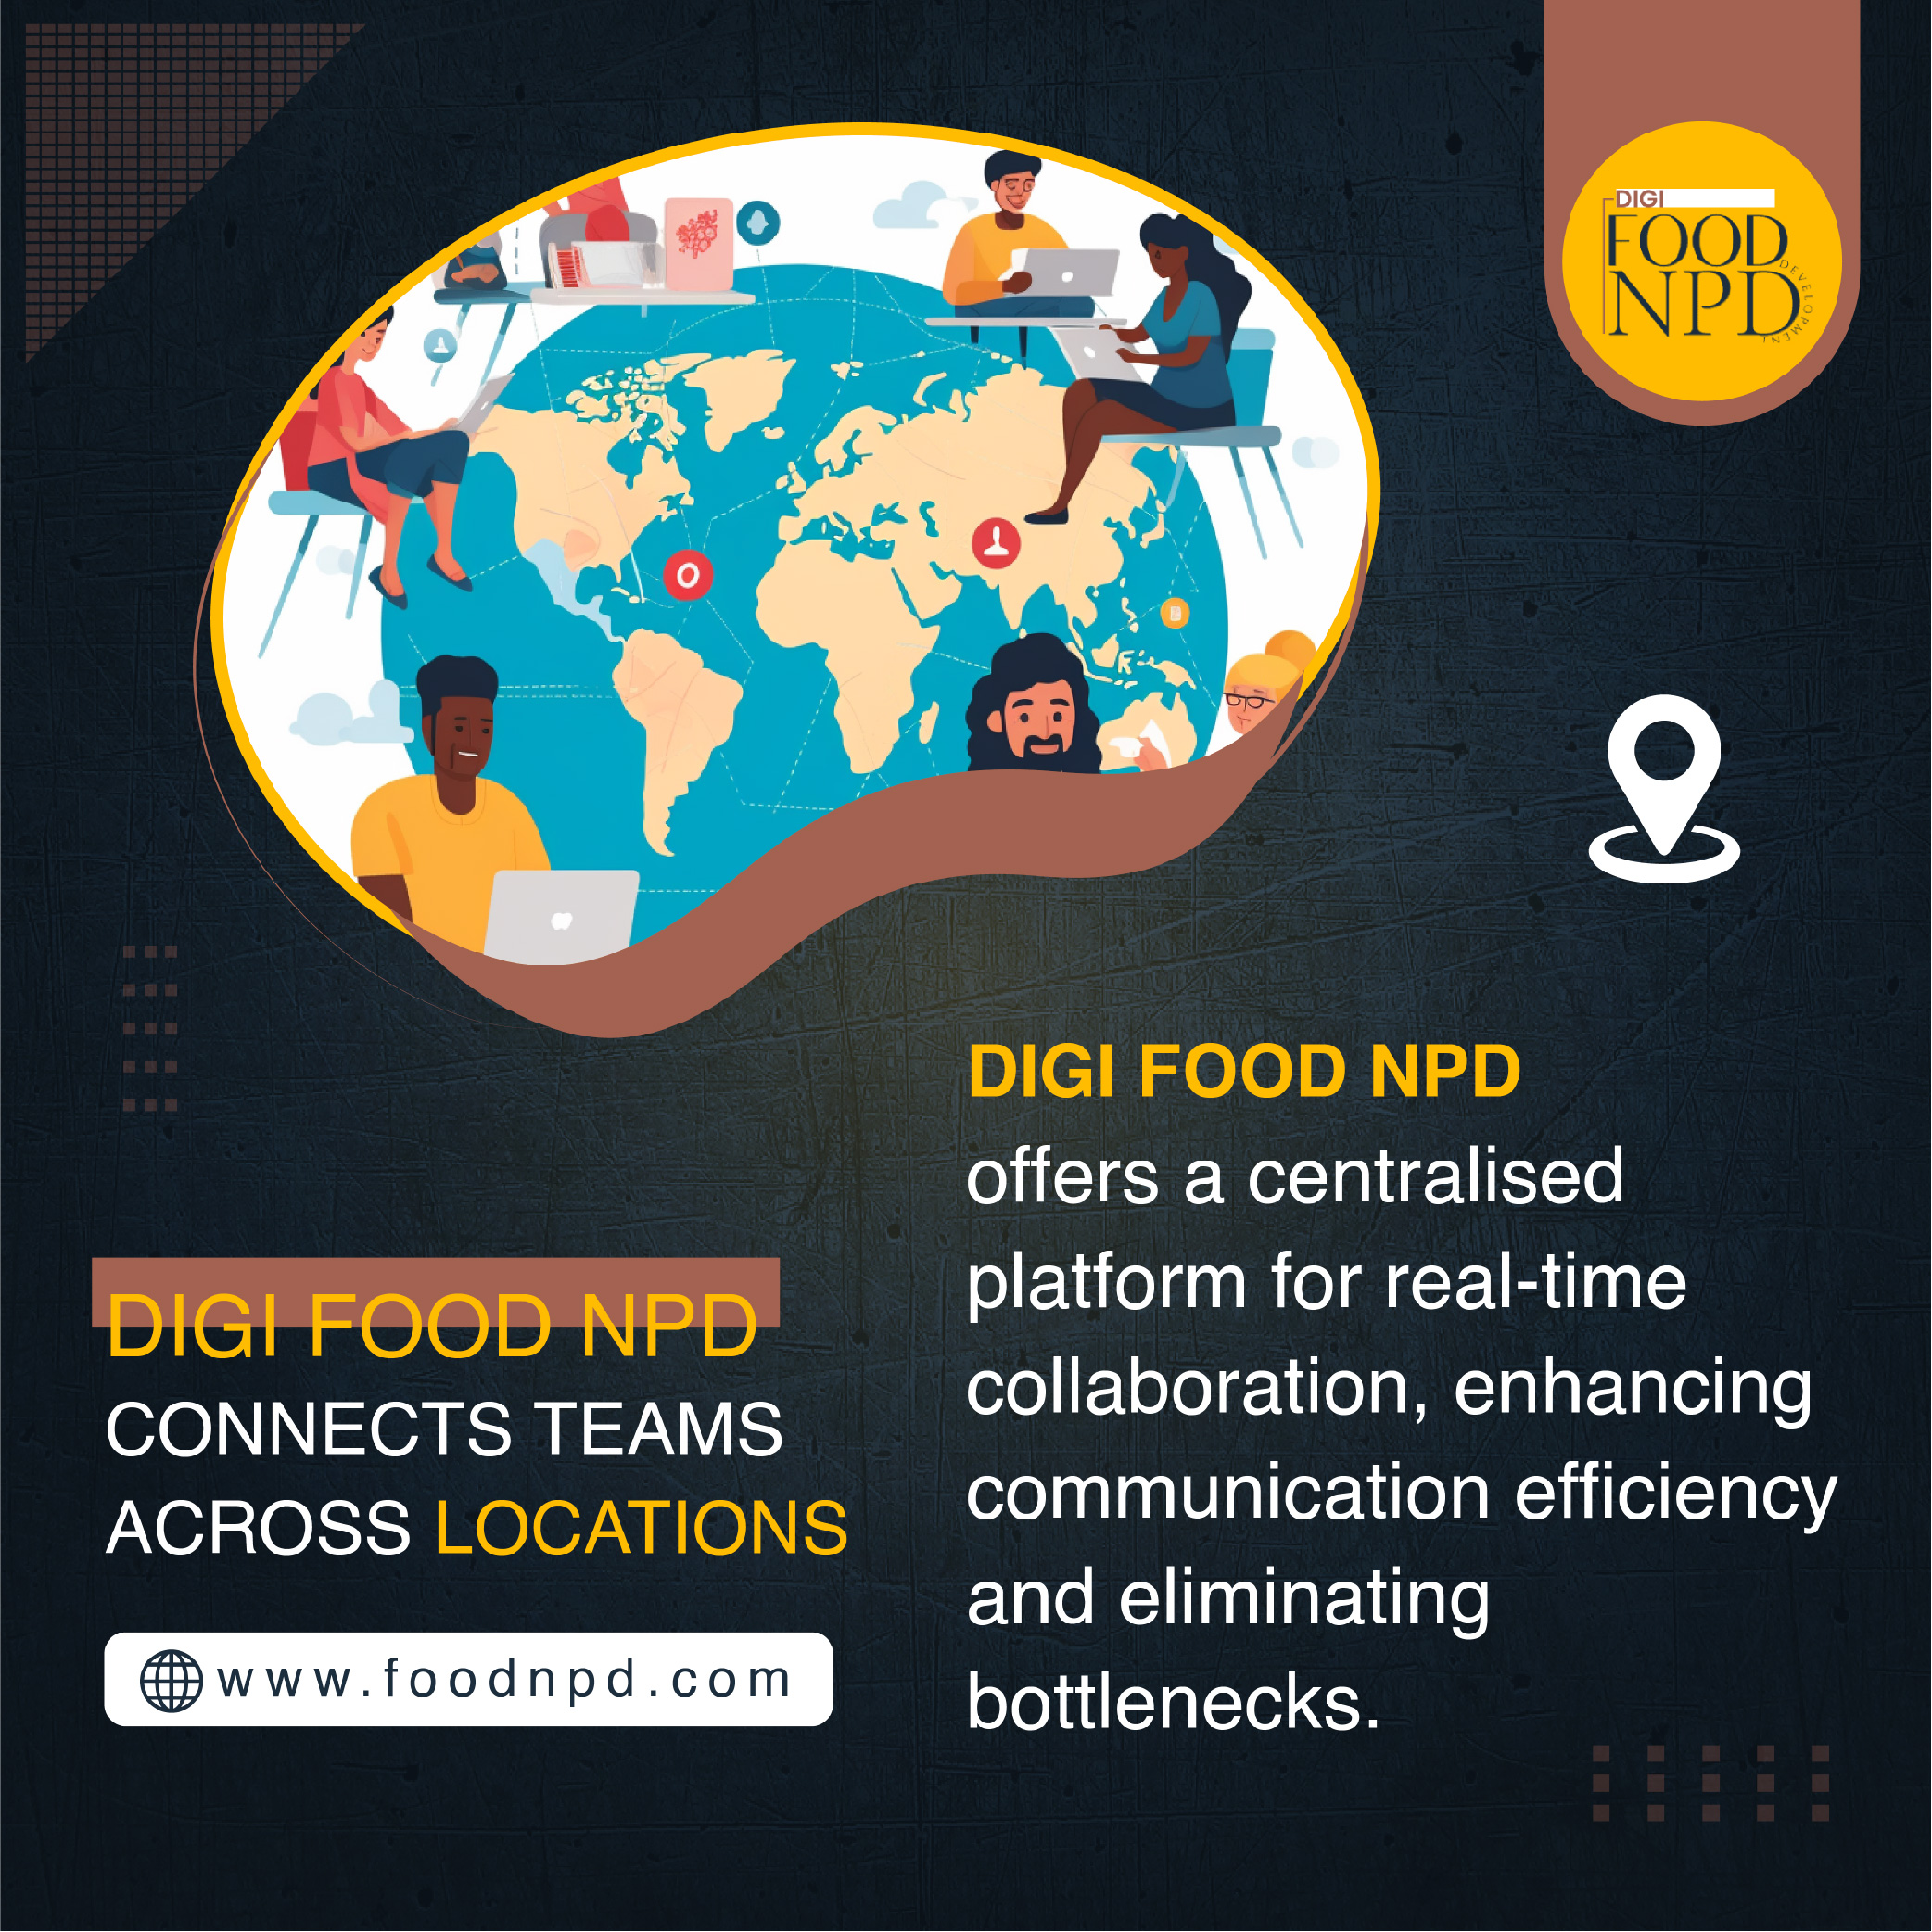 DIGI
FOOD
NPD
DEVELOPMENT
DIGI FOOD NPD
CONNECTS TEAMS
ACROSS LOCATIONS
www.foodnpd.com
DIGI FOOD NPD
offers a centralised
platform for real-time
collaboration, enhancing
communication efficiency
and eliminating
bottlenecks.